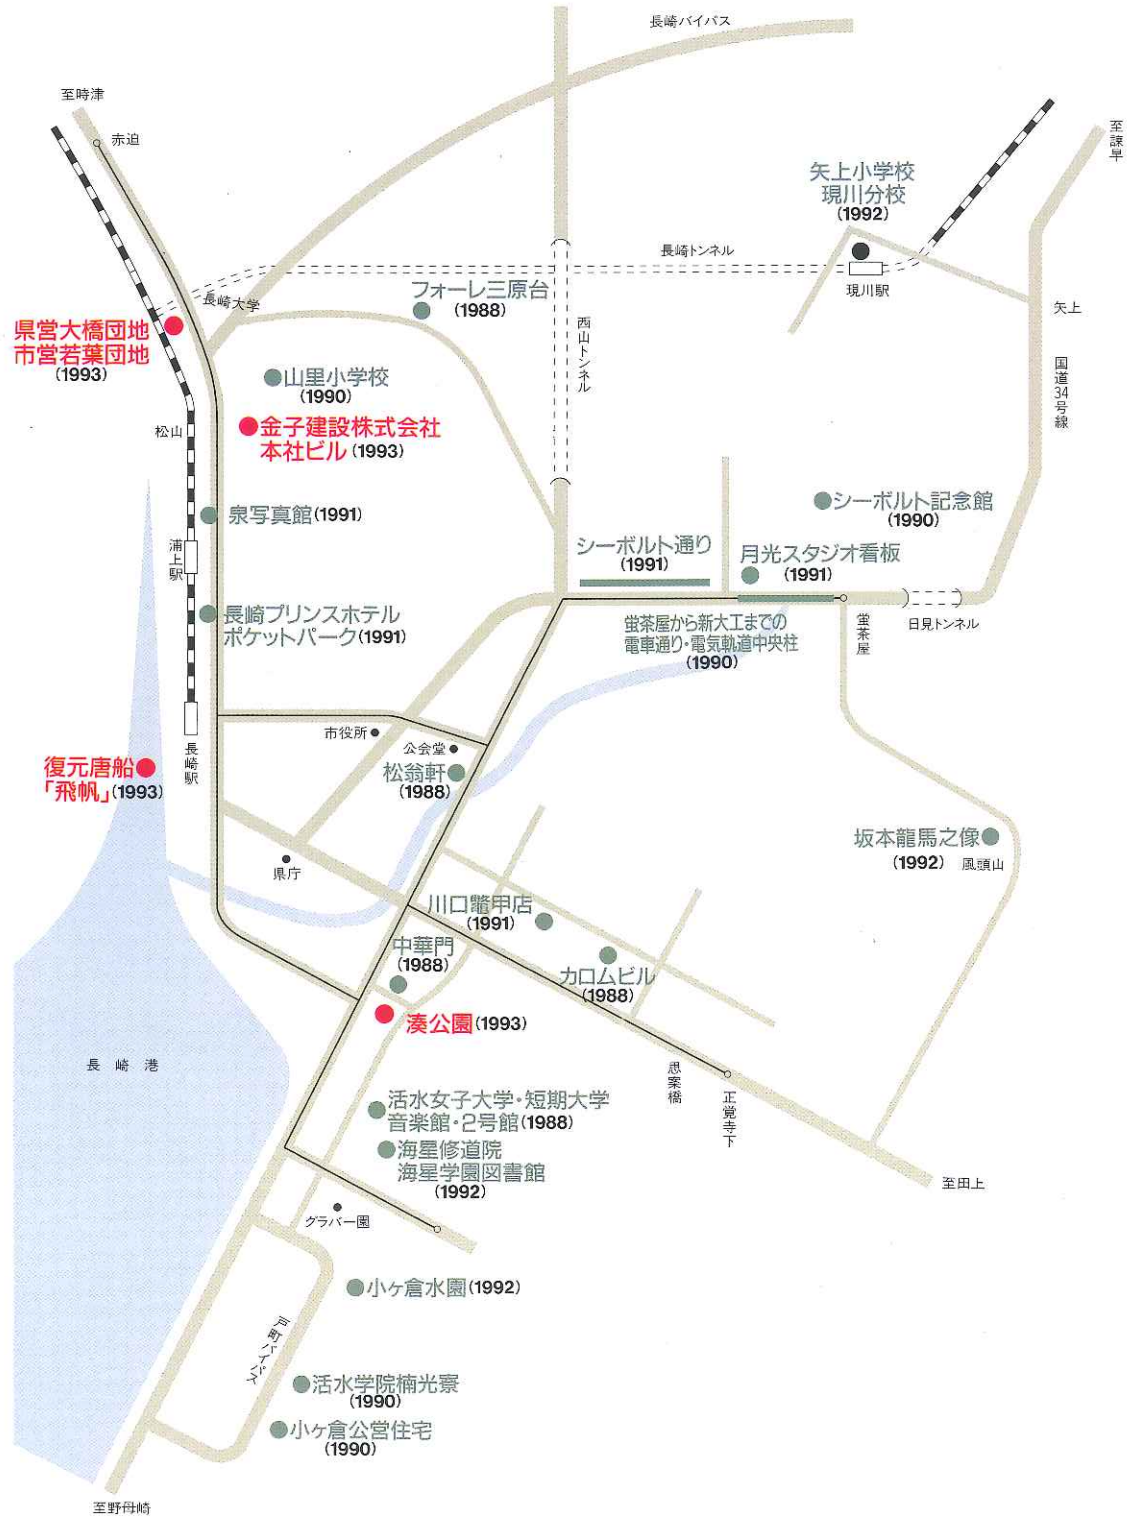 長崎バイパス
至時津
赤迫
至諫早
矢上小学校
現川分校
(1992)
長崎トンネル
現川駅
長崎大学
フォーレ三原台
(1988)
矢上
西山トンネル
国道34号線
県営大橋団地
市営若葉団地
(1993)
山里小学校
(1990)
金子建設株式会社
本社ビル(1993)
松山
泉写真館(1991)
シーボルト記念館
(1990)
浦上駅
シーボルト通り
(1991)
月光スタジオ看板
(1991)
長崎プリンスホテル
ポケットパーク(1991)
蛍茶屋から新大工までの
電車通り・電気軌道中央柱
(1990)
蛍茶屋
日見トンネル
市役所
公会堂
長崎駅
復元唐船
「飛帆」(1993)
松翁軒
(1988)
坂本龍馬之像
(1992)
風頭山
県庁
川口鼈甲店
(1991)
中華門
(1988)
カロムビル
(1988)
湊公園(1993)
長崎港
思案橋
正覚寺下
活水女子大学・短期大学
音楽館・2号館(1988)
海星修道院
海星学園図書館
(1992)
至田上
グラバー園
小ヶ倉水園(1992)
戸町バイパス
活水学院楠光寮
(1990)
小ヶ倉公営住宅
(1990)
至野母崎